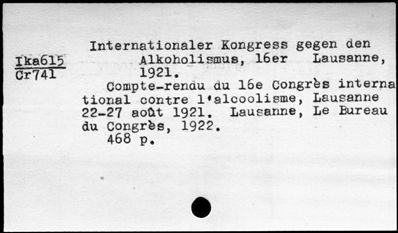 Internationaler Kongress gegen den
Ika615 Alkoholismus, 16er Lausanne,
Cr741 1921.
Compte-rendu du 16e Congrès interna
tional contre l'alcoolisme, Lausanne
22-27 août 1921. Lausanne, Le Bureau
du Congrès, 1922.
468 p.